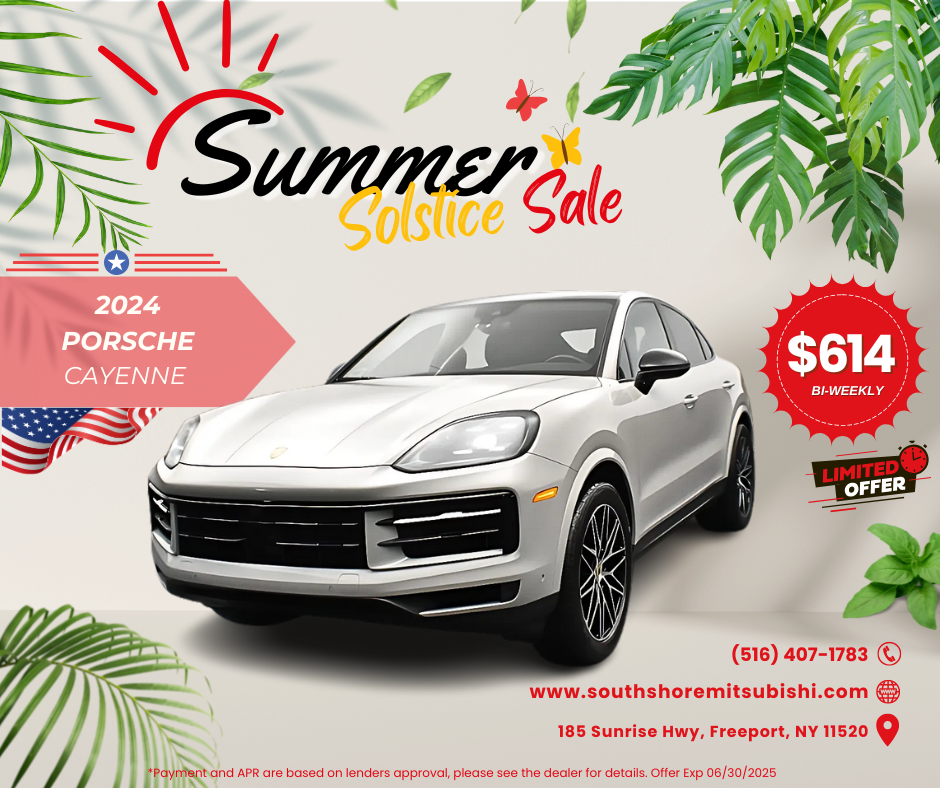 Summer
Solstice Sale
2024
PORSCHE
CAYENNE
$614
BI-WEEKLY
LIMITED
OFFER
(516) 407-1783
www.southshoremitsubishi.com
185 Sunrise Hwy, Freeport, NY 11520
*Payment and APR are based on lenders approval, please see the dealer for details. Offer Exp 06/30/2025